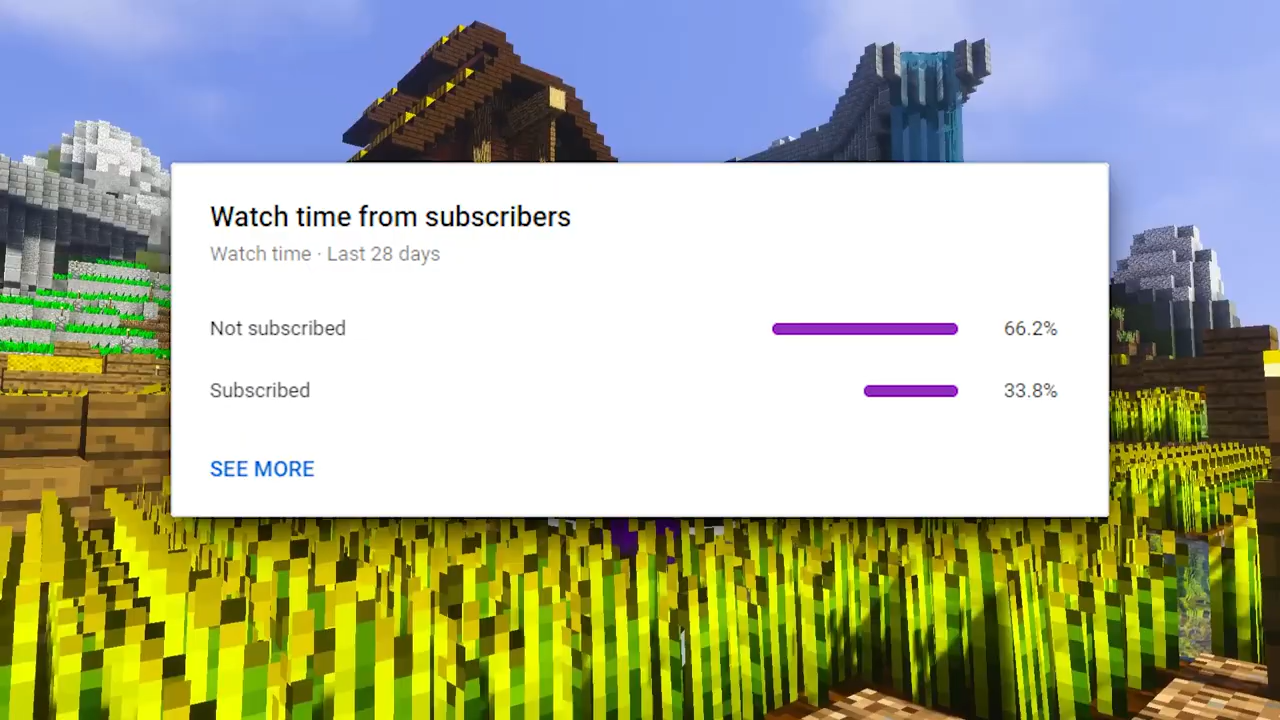 Watch time from subscribers
Watch time · Last 28 days
Not subscribed 66.2%
Subscribed 33.8%
SEE MORE